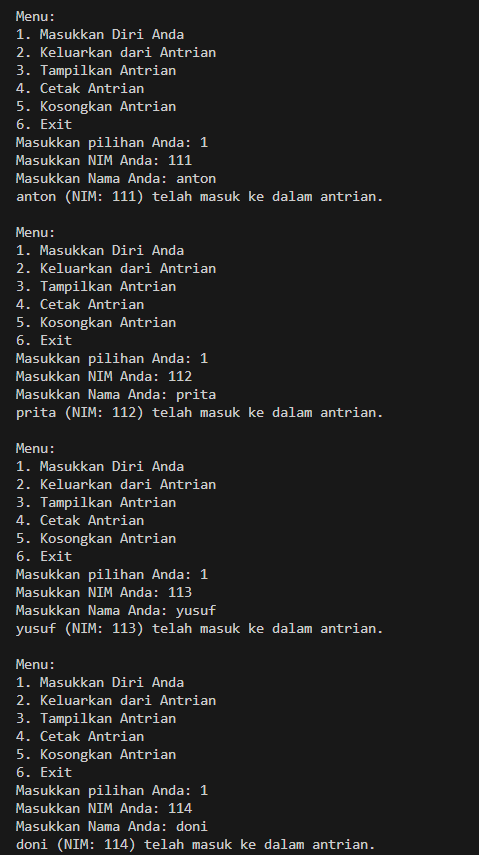 Menu:
1. Masukkan Diri Anda
2. Keluarkan dari Antrian
3. Tampilkan Antrian
4. Cetak Antrian
5. Kosongkan Antrian
6. Exit
Masukkan pilihan Anda: 1
Masukkan NIM Anda: 111
Masukkan Nama Anda: anton
anton (NIM: 111) telah masuk ke dalam antrian.

Menu:
1. Masukkan Diri Anda
2. Keluarkan dari Antrian
3. Tampilkan Antrian
4. Cetak Antrian
5. Kosongkan Antrian
6. Exit
Masukkan pilihan Anda: 1
Masukkan NIM Anda: 112
Masukkan Nama Anda: prita
prita (NIM: 112) telah masuk ke dalam antrian.

Menu:
1. Masukkan Diri Anda
2. Keluarkan dari Antrian
3. Tampilkan Antrian
4. Cetak Antrian
5. Kosongkan Antrian
6. Exit
Masukkan pilihan Anda: 1
Masukkan NIM Anda: 113
Masukkan Nama Anda: yusuf
yusuf (NIM: 113) telah masuk ke dalam antrian.

Menu:
1. Masukkan Diri Anda
2. Keluarkan dari Antrian
3. Tampilkan Antrian
4. Cetak Antrian
5. Kosongkan Antrian
6. Exit
Masukkan pilihan Anda: 1
Masukkan NIM Anda: 114
Masukkan Nama Anda: doni
doni (NIM: 114) telah masuk ke dalam antrian.